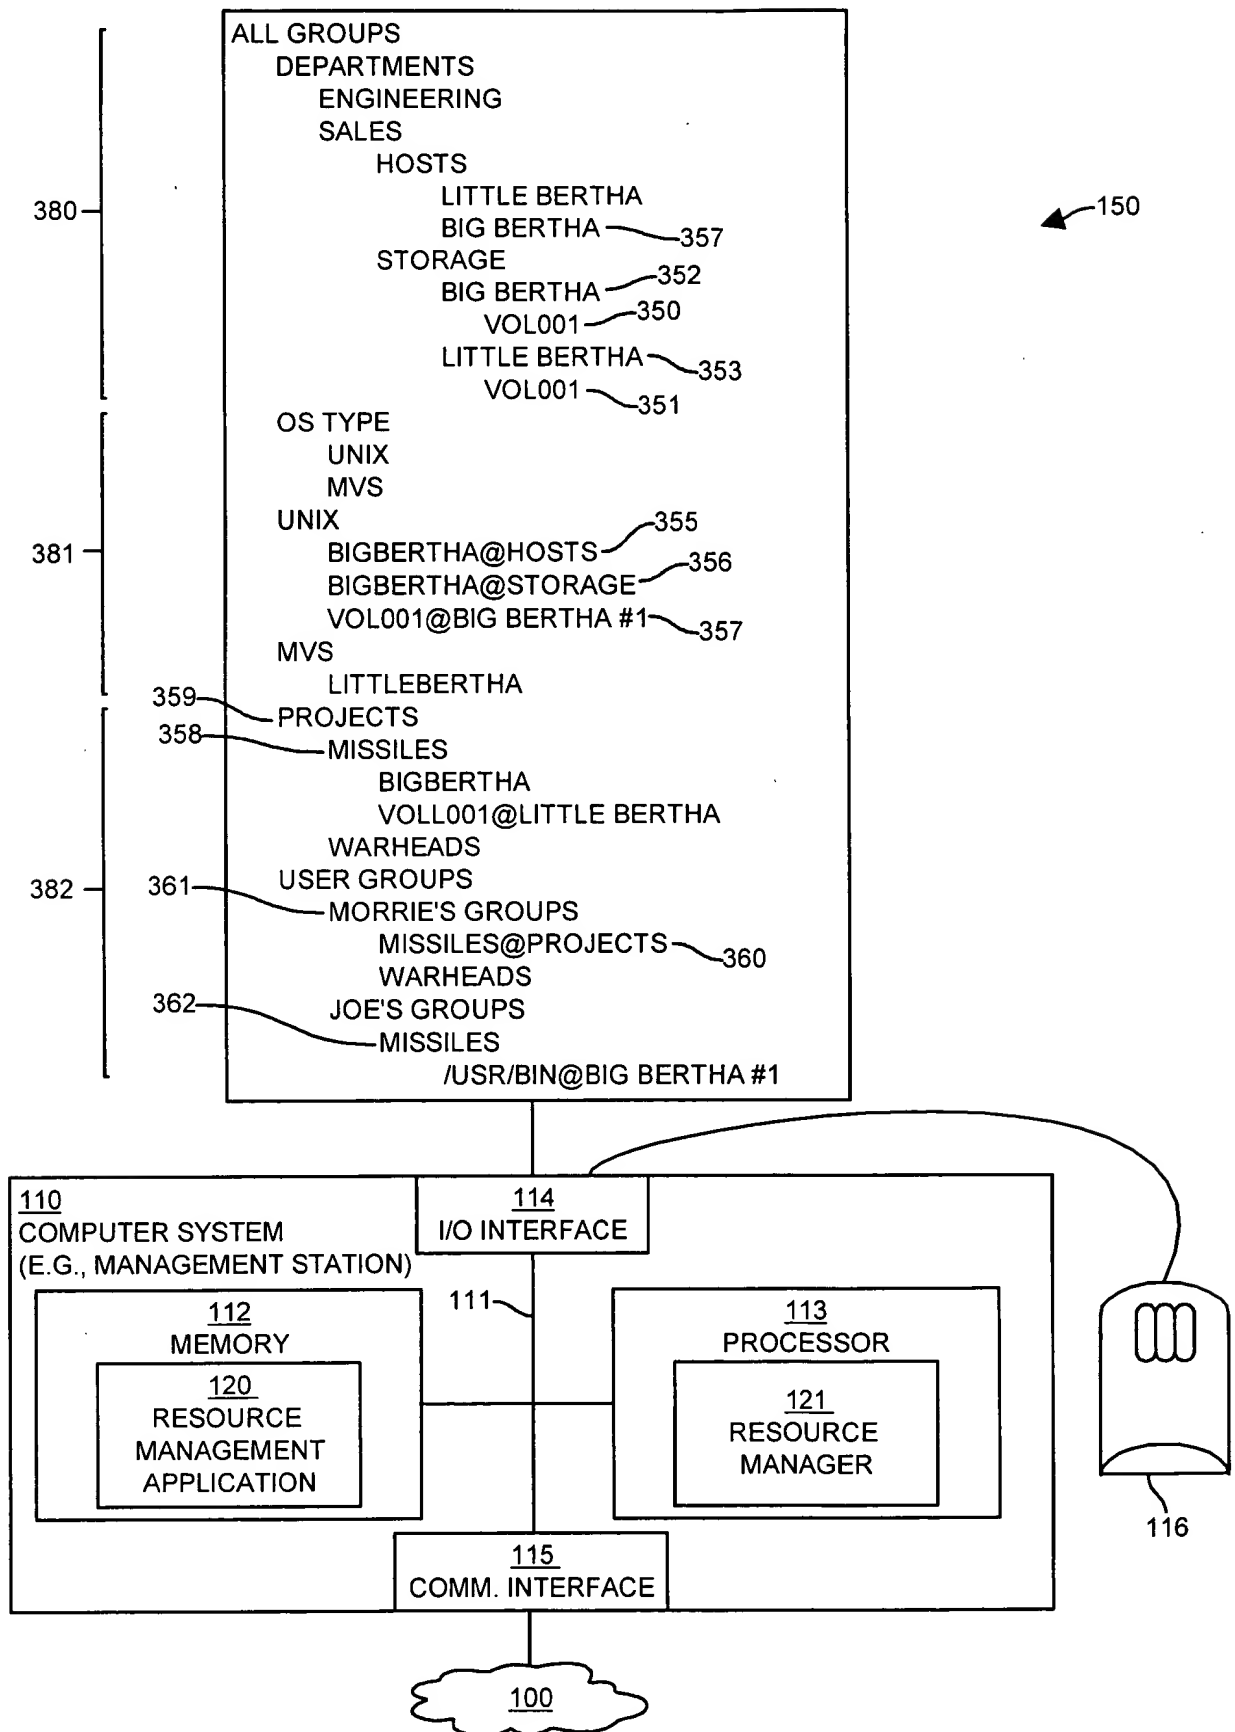 ALL GROUPS
DEPARTMENTS
ENGINEERING
SALES
HOSTS
LITTLE BERTHA
380
150
BIG BERTHA
357
STORAGE
352
BIG BERTHA
350
VOL001
LITTLE BERTHA
353
VOL001
351
OS TYPE
UNIX
MVS
UNIX
355
381
BIGBERTHA@HOSTS
356
BIGBERTHA@STORAGE
VOL001@BIG BERTHA #1
357
MVS
LITTLEBERTHA
359
PROJECTS
358
MISSILES
BIGBERTHA
VOLL001@LITTLE BERTHA
WARHEADS
382
361
USER GROUPS
MORRIE'S GROUPS
MISSILES@PROJECTS
360
WARHEADS
362
JOE'S GROUPS
MISSILES
/USR/BIN@BIG BERTHA #1
110
COMPUTER SYSTEM
(E.G., MANAGEMENT STATION)
114
I/O INTERFACE
111
112
MEMORY
120
RESOURCE
MANAGEMENT
APPLICATION
113
PROCESSOR
121
RESOURCE
MANAGER
116
115
COMM. INTERFACE
100